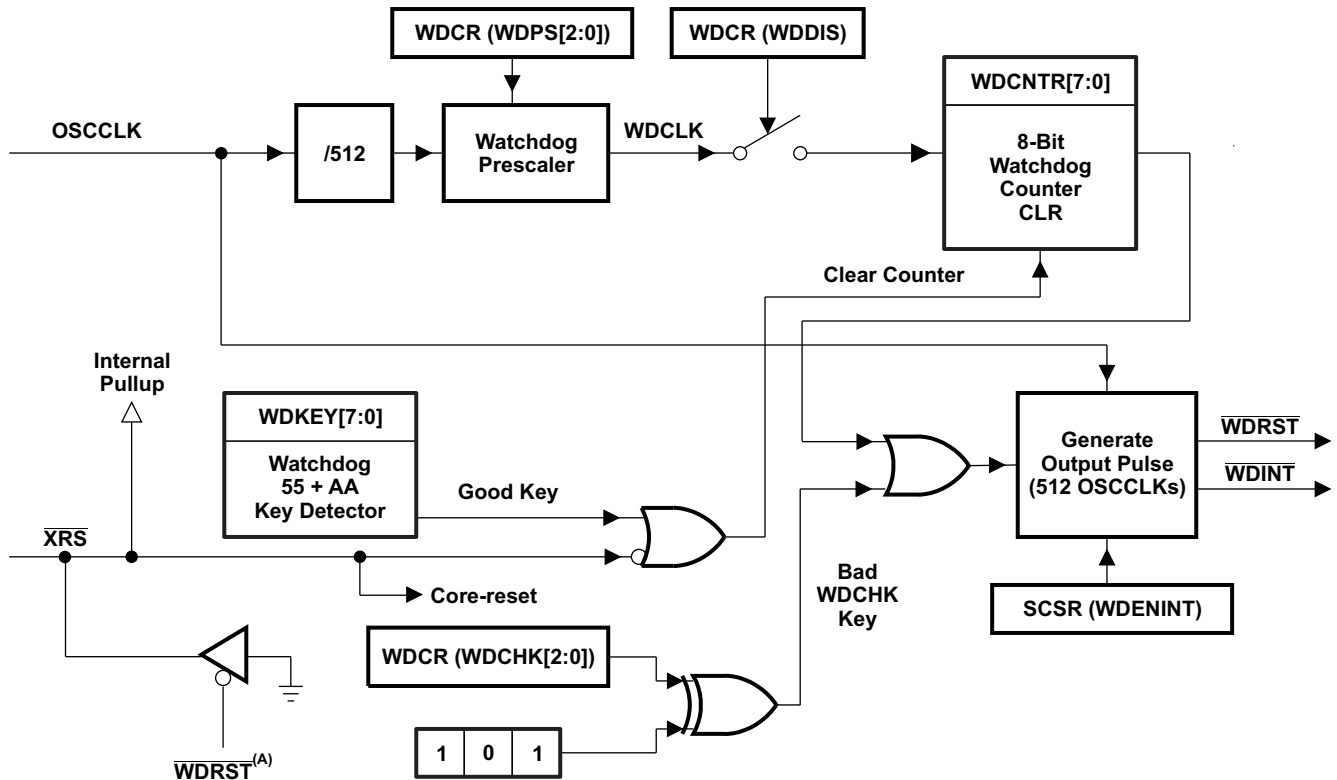 WDCR (WDPS[2:0])
WDCR (WDDIS)
WDCNTR[7:0]
OSCCLK
/512
Watchdog
Prescaler
WDCLK
8-Bit
Watchdog
Counter
CLR
Clear Counter
Internal
Pullup
WDKEY[7:0]
Watchdog
55 + AA
Key Detector
Good Key
Generate
Output Pulse
(512 OSCCLKs)
WDRST
WDINT
XRS
Core-reset
Bad
WDCHK
Key
SCSR (WDENINT)
WDCR (WDCHK[2:0])
1 0 1
WDRST(A)